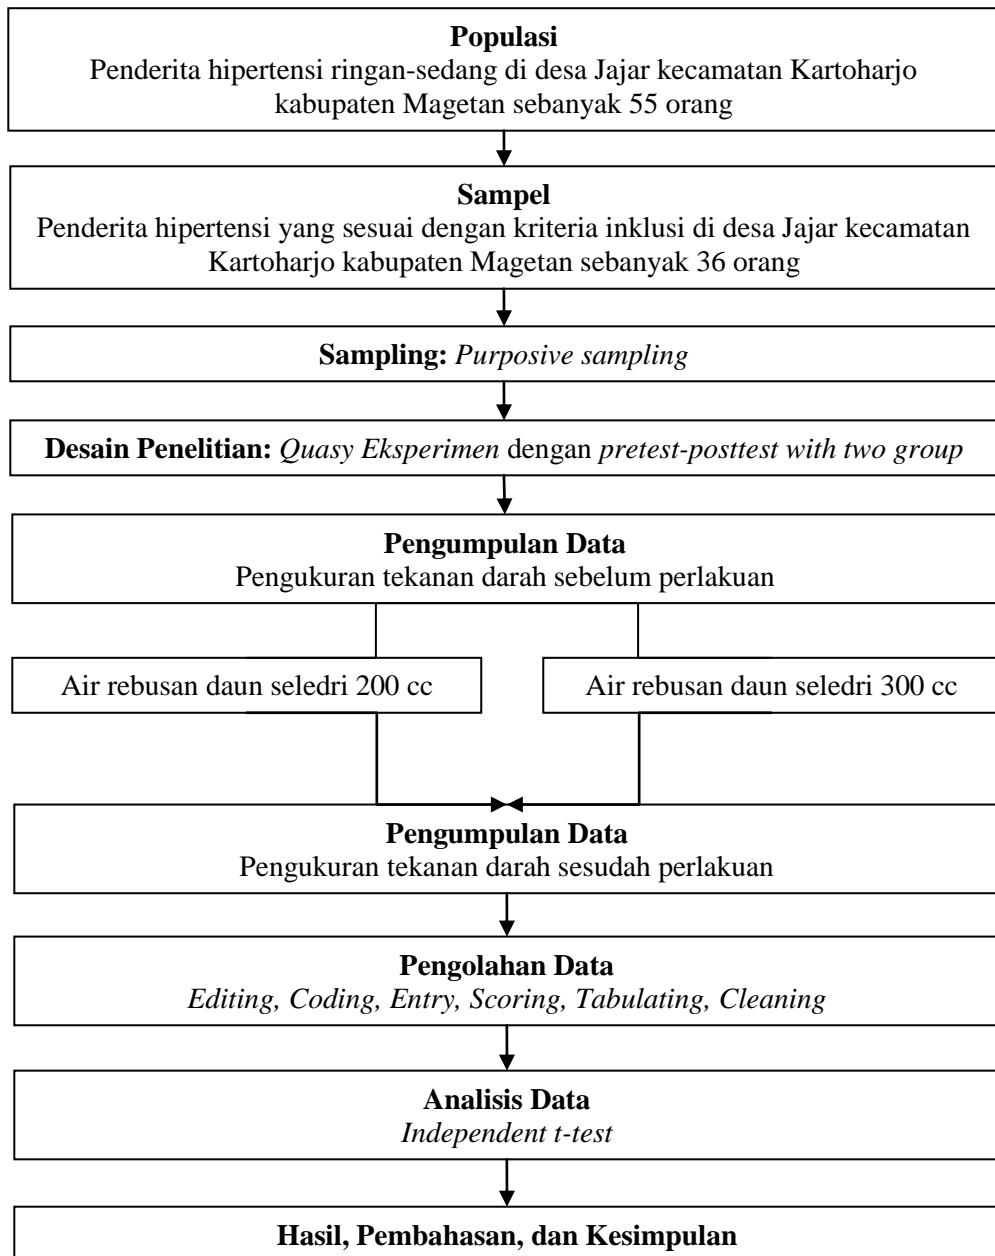 Populasi
Penderita hipertensi ringan-sedang di desa Jajar kecamatan Kartoharjo
kabupaten Magetan sebanyak 55 orang
Sampel
Penderita hipertensi yang sesuai dengan kriteria inklusi di desa Jajar kecamatan
Kartoharjo kabupaten Magetan sebanyak 36 orang
Sampling: Purposive sampling
Desain Penelitian: Quasy Eksperimen dengan pretest-posttest with two group
Pengumpulan Data
Pengukuran tekanan darah sebelum perlakuan
Air rebusan daun seledri 200 cc
Air rebusan daun seledri 300 cc
Pengumpulan Data
Pengukuran tekanan darah sesudah perlakuan
Pengolahan Data
Editing, Coding, Entry, Scoring, Tabulating, Cleaning
Analisis Data
Independent t-test
Hasil, Pembahasan, dan Kesimpulan